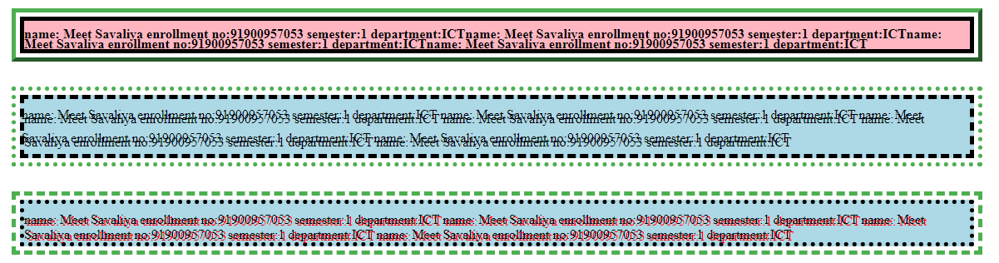 name: Meet Savaliya enrollment no:91900957053 semester:1 department:ICTname: Meet Savaliya enrollment no:91900957053 semester:1 department:ICTname:
Meet Savaliya enrollment no:91900957053 semester:1 department:ICTname: Meet Savaliya enrollment no:91900957053 semester:1 department:ICT
name: Meet Savaliya enrollment no:91900957053 semester:1 department:ICT name: Meet Savaliya enrollment no:91900957053 semester:1 department:ICT name: Meet
Savaliya enrollment no:91900957053 semester:1 department:ICT name: Meet Savaliya enrollment no:91900957053 semester:1 department:ICT
name: Meet Savaliya enrollment no:91900957053 semester:1 department:ICT name: Meet Savaliya enrollment no:91900957053 semester:1 department:ICT name: Meet
Savaliya enrollment no:91900957053 semester:1 department:ICT name: Meet Savaliya enrollment no:91900957053 semester:1 department:ICT